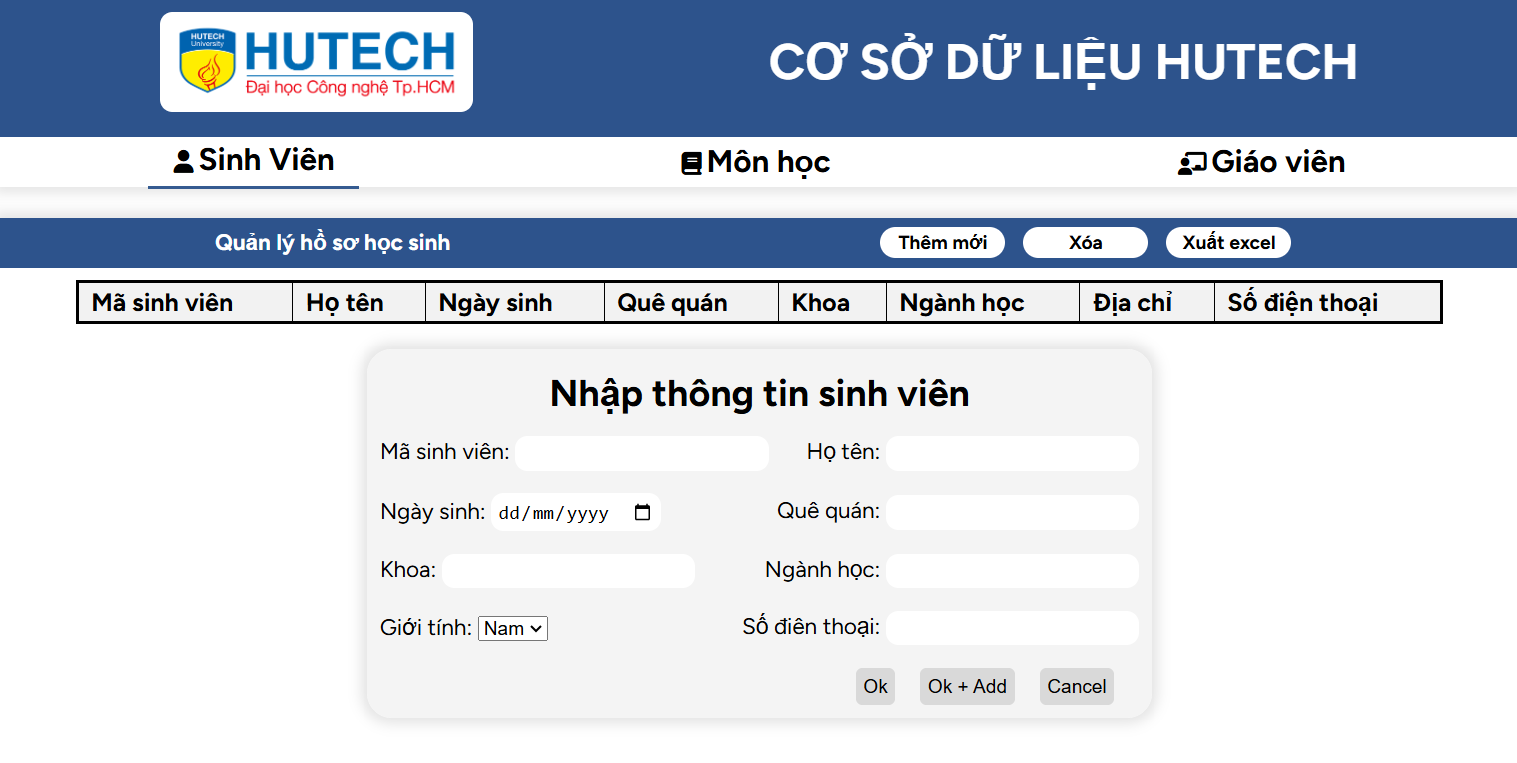 HUTECH
University
HUTECH
Đại học Công nghệ Tp.HCM
CƠ SỞ DỮ LIỆU HUTECH
Sinh Viên
Môn học
Giáo viên
Quản lý hồ sơ học sinh
Thêm mới
Xóa
Xuất excel
Mã sinh viên
Họ tên
Ngày sinh
Quê quán
Khoa
Ngành học
Địa chỉ
Số điện thoại
Nhập thông tin sinh viên
Mã sinh viên:
Họ tên:
Ngày sinh: dd/mm/yyyy
Quê quán:
Khoa:
Ngành học:
Giới tính: Nam
Số điên thoại:
Ok
Ok + Add
Cancel